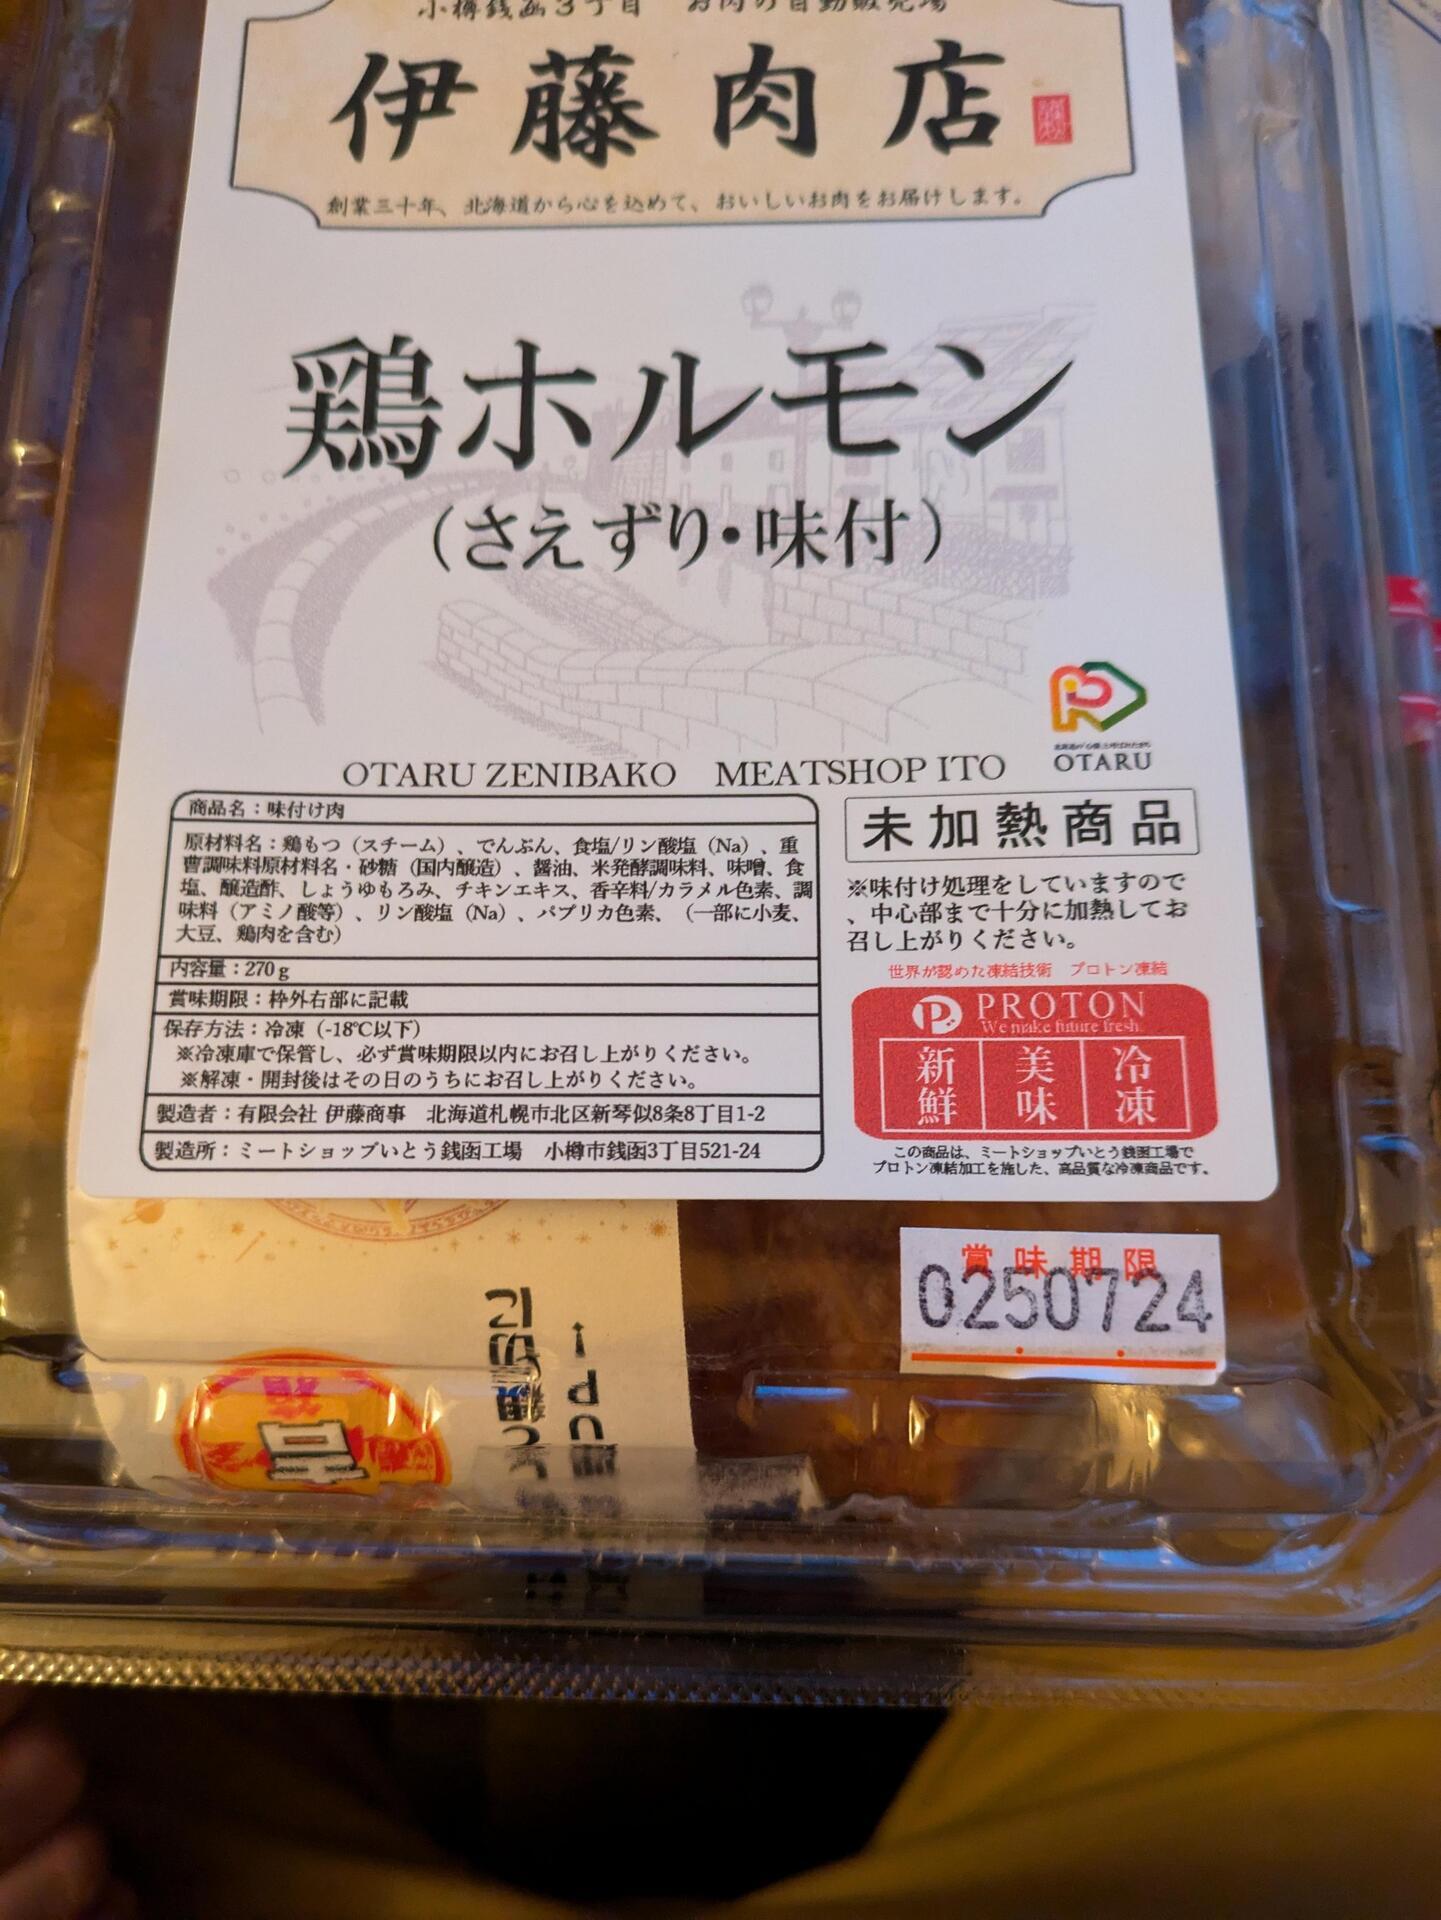 小樽銭函3丁目　お肉の自動販売場
伊藤肉店
創業三十年、北海道から心を込めて、おいしいお肉をお届けします。
鶏ホルモン
（さえずり・味付）
OTARU
OTARU ZENIBAKO　MEATSHOP ITO
商品名：味付け肉
原材料名：鶏もつ（スチーム）、でんぷん、食塩/リン酸塩（Na）、重
曹調味料原材料名・砂糖（国内醸造）、醤油、米発酵調味料、味噌、食
塩、醸造酢、しょうゆもろみ、チキンエキス、香辛料/カラメル色素、調
味料（アミノ酸等）、リン酸塩（Na）、パプリカ色素、（一部に小麦、
大豆、鶏肉を含む）
内容量：270ｇ
賞味期限：枠外右部に記載
保存方法：冷凍（-18℃以下）
※冷凍庫で保管し、必ず賞味期限以内にお召し上がりください。
※解凍・開封後はその日のうちにお召し上がりください。
製造者：有限会社 伊藤商事　北海道札幌市北区新琴似8条8丁目1-2
製造所：ミートショップいとう銭函工場　小樽市銭函3丁目521-24
未加熱商品
※味付け処理をしていますので
、中心部まで十分に加熱してお
召し上がりください。
世界が認めた凍結技術　プロトン凍結
PROTON
We make future fresh.
新鮮 美味 冷凍
この商品は、ミートショップいとう銭函工場で
プロトン凍結加工を施した、高品質な冷凍商品です。
賞味期限
0250724